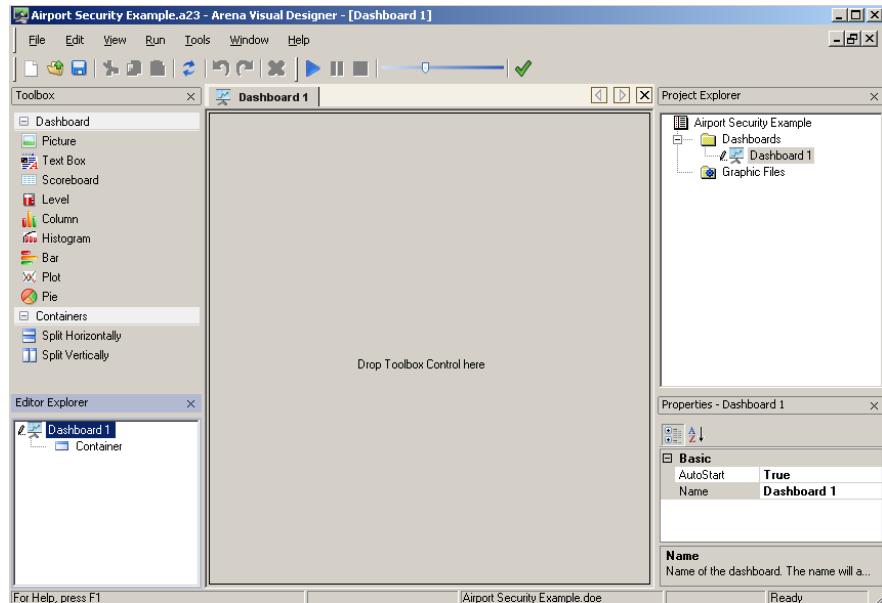 Airport Security Example.a23 - Arena Visual Designer - [Dashboard 1]
File Edit View Run Tools Window Help
Toolbox
Dashboard
Picture
Text Box
Scoreboard
Level
Column
Histogram
Bar
Plot
Pie
Containers
Split Horizontally
Split Vertically
Editor Explorer
Dashboard 1
Container
Dashboard 1
Drop Toolbox Control here
Project Explorer
Airport Security Example
Dashboards
Dashboard 1
Graphic Files
Properties - Dashboard 1
Basic
AutoStart True
Name Dashboard 1
Name
Name of the dashboard. The name will a...
For Help, press F1 Airport Security Example.doe Ready